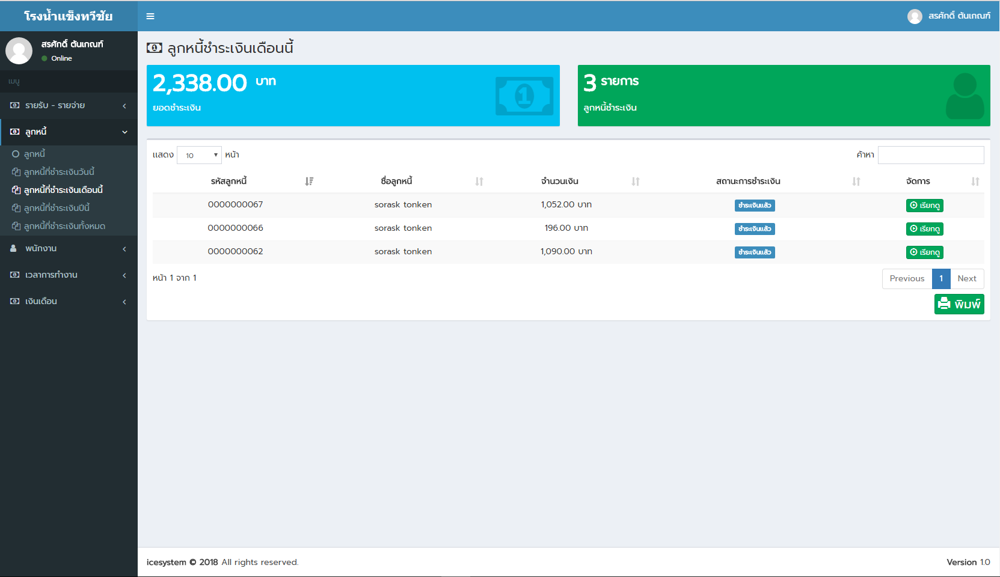 โรงน้ำแข็งทวีชัย
สรศักดิ์ ตันเกณฑ์
สรศักดิ์ ตันเกณฑ์
Online
เมนู
รายรับ - รายจ่าย
ลูกหนี้
ลูกหนี้
ลูกหนี้ที่ชำระเงินวันนี้
ลูกหนี้ที่ชำระเงินเดือนนี้
ลูกหนี้ที่ชำระเงินปีนี้
ลูกหนี้ที่ชำระเงินทั้งหมด
พนักงาน
เวลาการทำงาน
เงินเดือน
ลูกหนี้ชำระเงินเดือนนี้
2,338.00 บาท
ยอดชำระเงิน
3 รายการ
ลูกหนี้ชำระเงิน
แสดง 10 หน้า
ค้าหา
รหัสลูกหนี้ ชื่อลูกหนี้ จำนวนเงิน สถานะการชำระเงิน จัดการ
0000000067 sorask tonken 1,052.00 บาท ชำระเงินแล้ว เรียกดู
0000000066 sorask tonken 196.00 บาท ชำระเงินแล้ว เรียกดู
0000000062 sorask tonken 1,090.00 บาท ชำระเงินแล้ว เรียกดู
หน้า 1 จาก 1
Previous 1 Next
พิมพ์
icesystem © 2018 All rights reserved.
Version 1.0